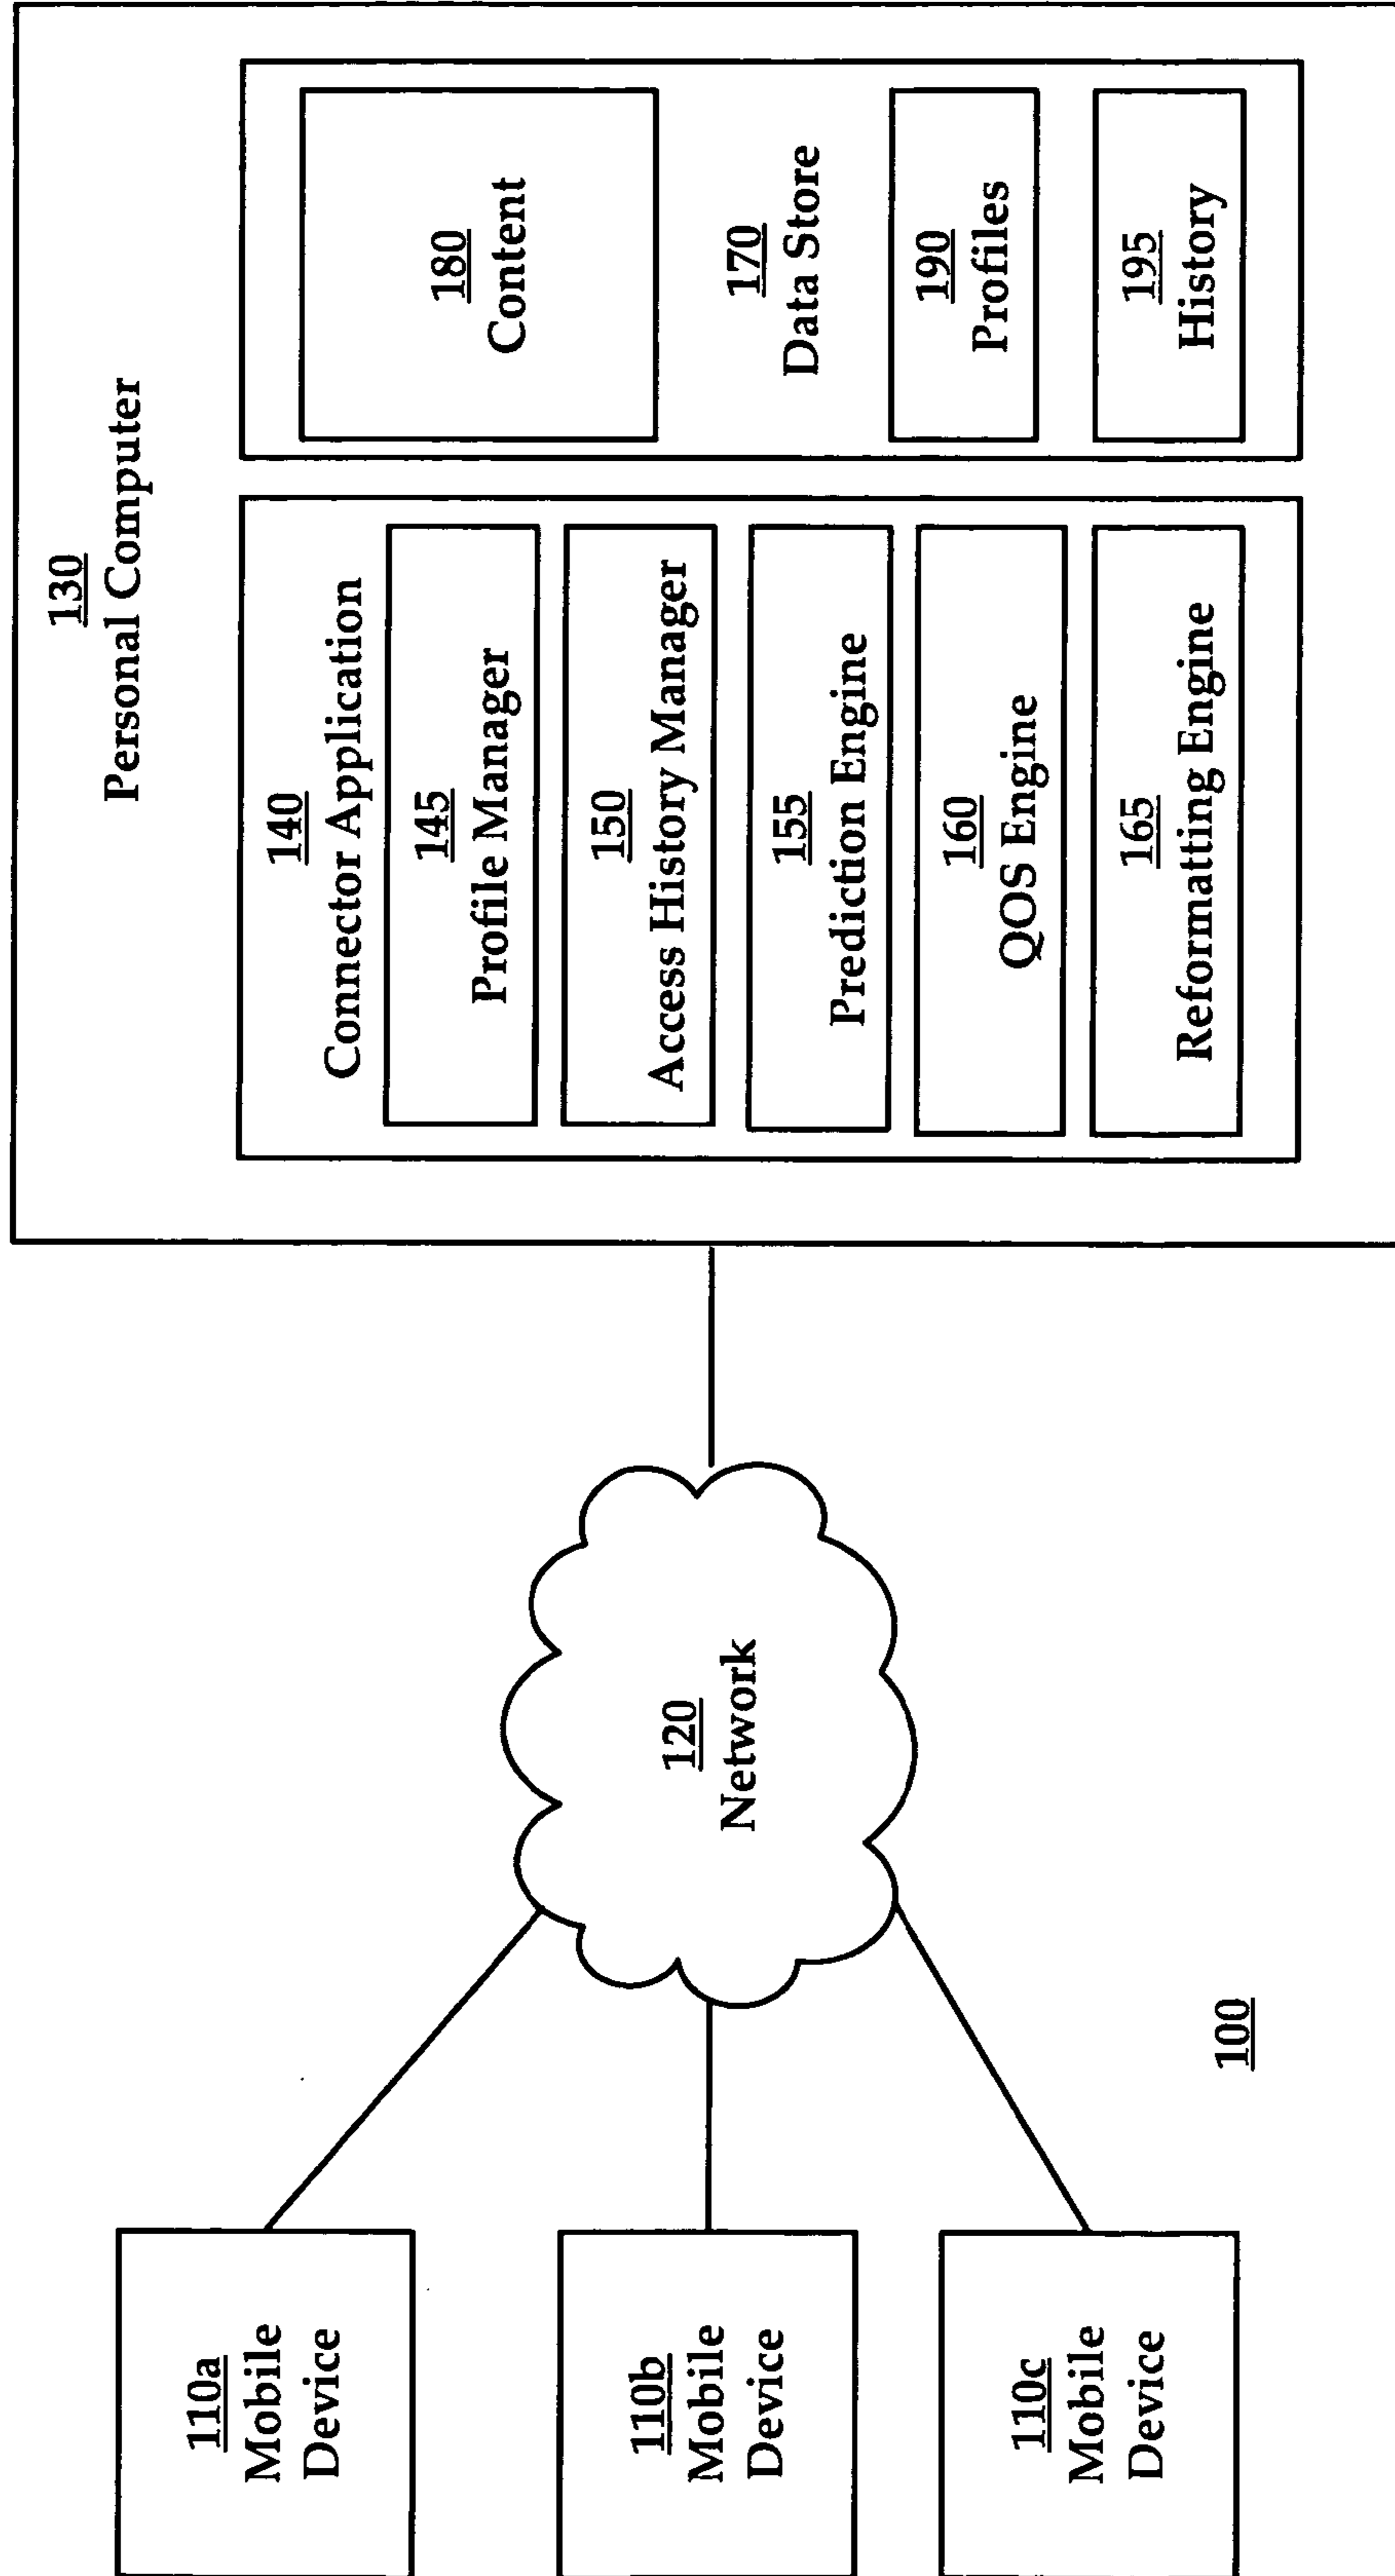 110a
Mobile
Device
110b
Mobile
Device
110c
Mobile
Device
100
120
Network
130
Personal Computer
140
Connector Application
145
Profile Manager
150
Access History Manager
155
Prediction Engine
160
QOS Engine
165
Reformatting Engine
180
Content
170
Data Store
190
Profiles
195
History